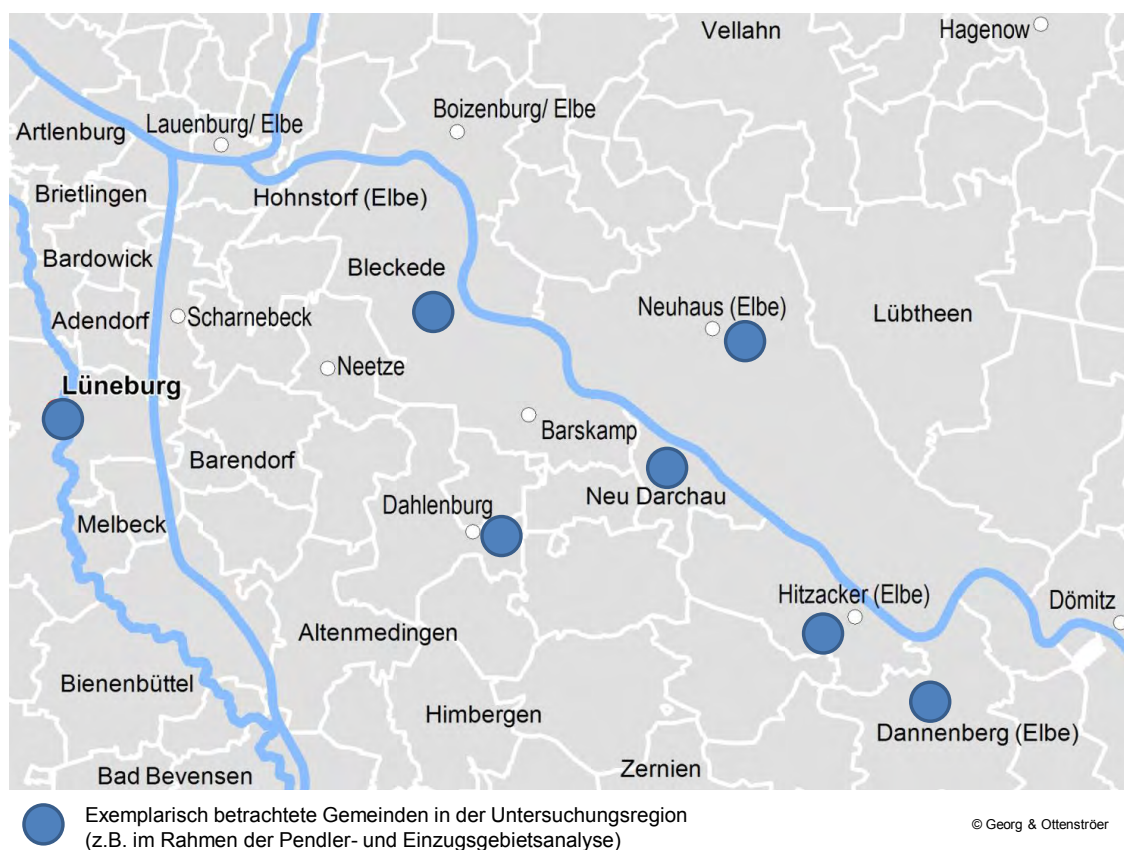 Vellahn
Hagenow
Artlenburg
Lauenburg/ Elbe
Boizenburg/ Elbe
Brietlingen
Hohnstorf (Elbe)
Bardowick
Bleckede
Adendorf
Scharnebeck
Neuhaus (Elbe)
Lübtheen
Neetze
Lüneburg
Barskamp
Barendorf
Neu Darchau
Dahlenburg
Melbeck
Hitzacker (Elbe)
Dömitz
Altenmedingen
Bienenbüttel
Himbergen
Dannenberg (Elbe)
Zernien
Bad Bevensen
Exemplarisch betrachtete Gemeinden in der Untersuchungsregion
(z.B. im Rahmen der Pendler- und Einzugsgebietsanalyse)
© Georg & Ottenströer